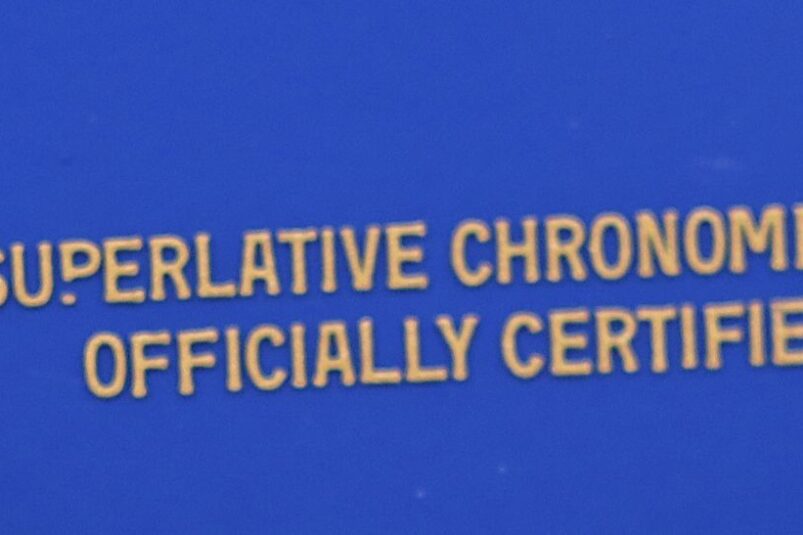 SUPERLATIVE CHRONOM
OFFICIALLY CERTIFIE